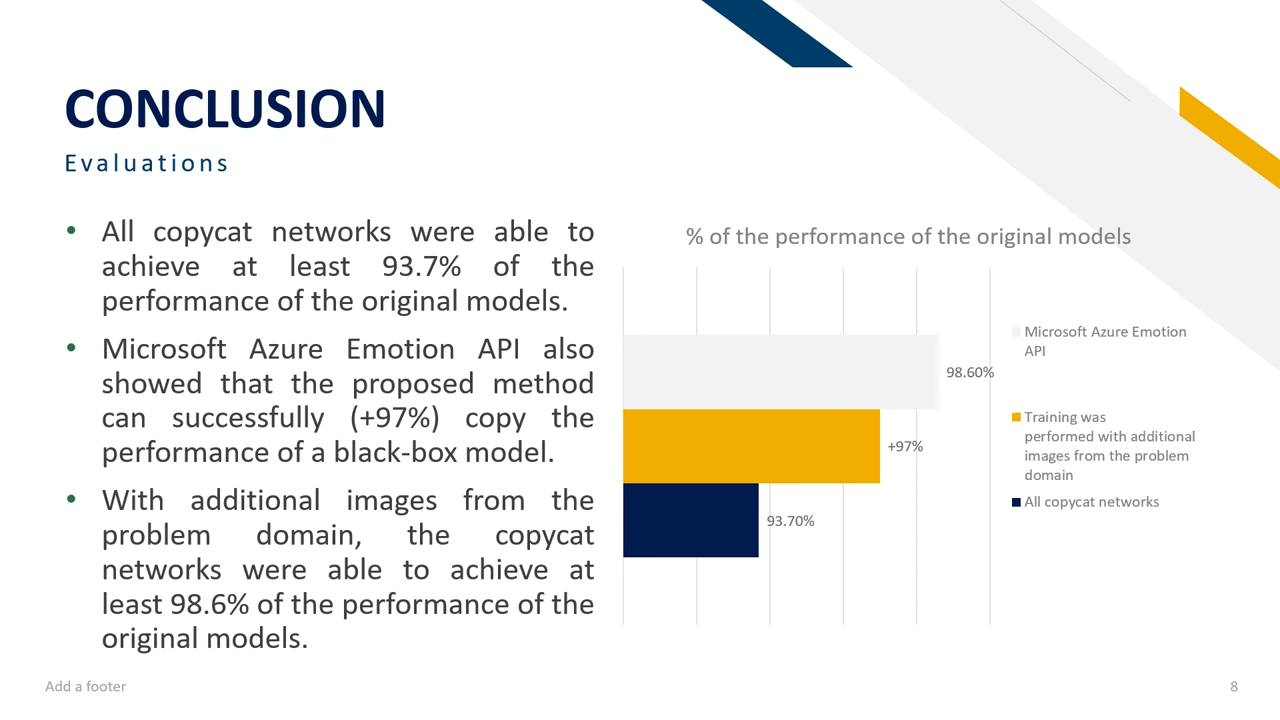 CONCLUSION
Evaluations
• All copycat networks were able to
achieve at least 93.7% of the
performance of the original models.
• Microsoft Azure Emotion API also
showed that the proposed method
can successfully (+97%) copy the
performance of a black-box model.
• With additional images from the
problem domain, the copycat
networks were able to achieve at
least 98.6% of the performance of the
original models.
% of the performance of the original models
98.60%
+97%
93.70%
Microsoft Azure Emotion
API
Training was
performed with additional
images from the problem
domain
All copycat networks
Add a footer
8